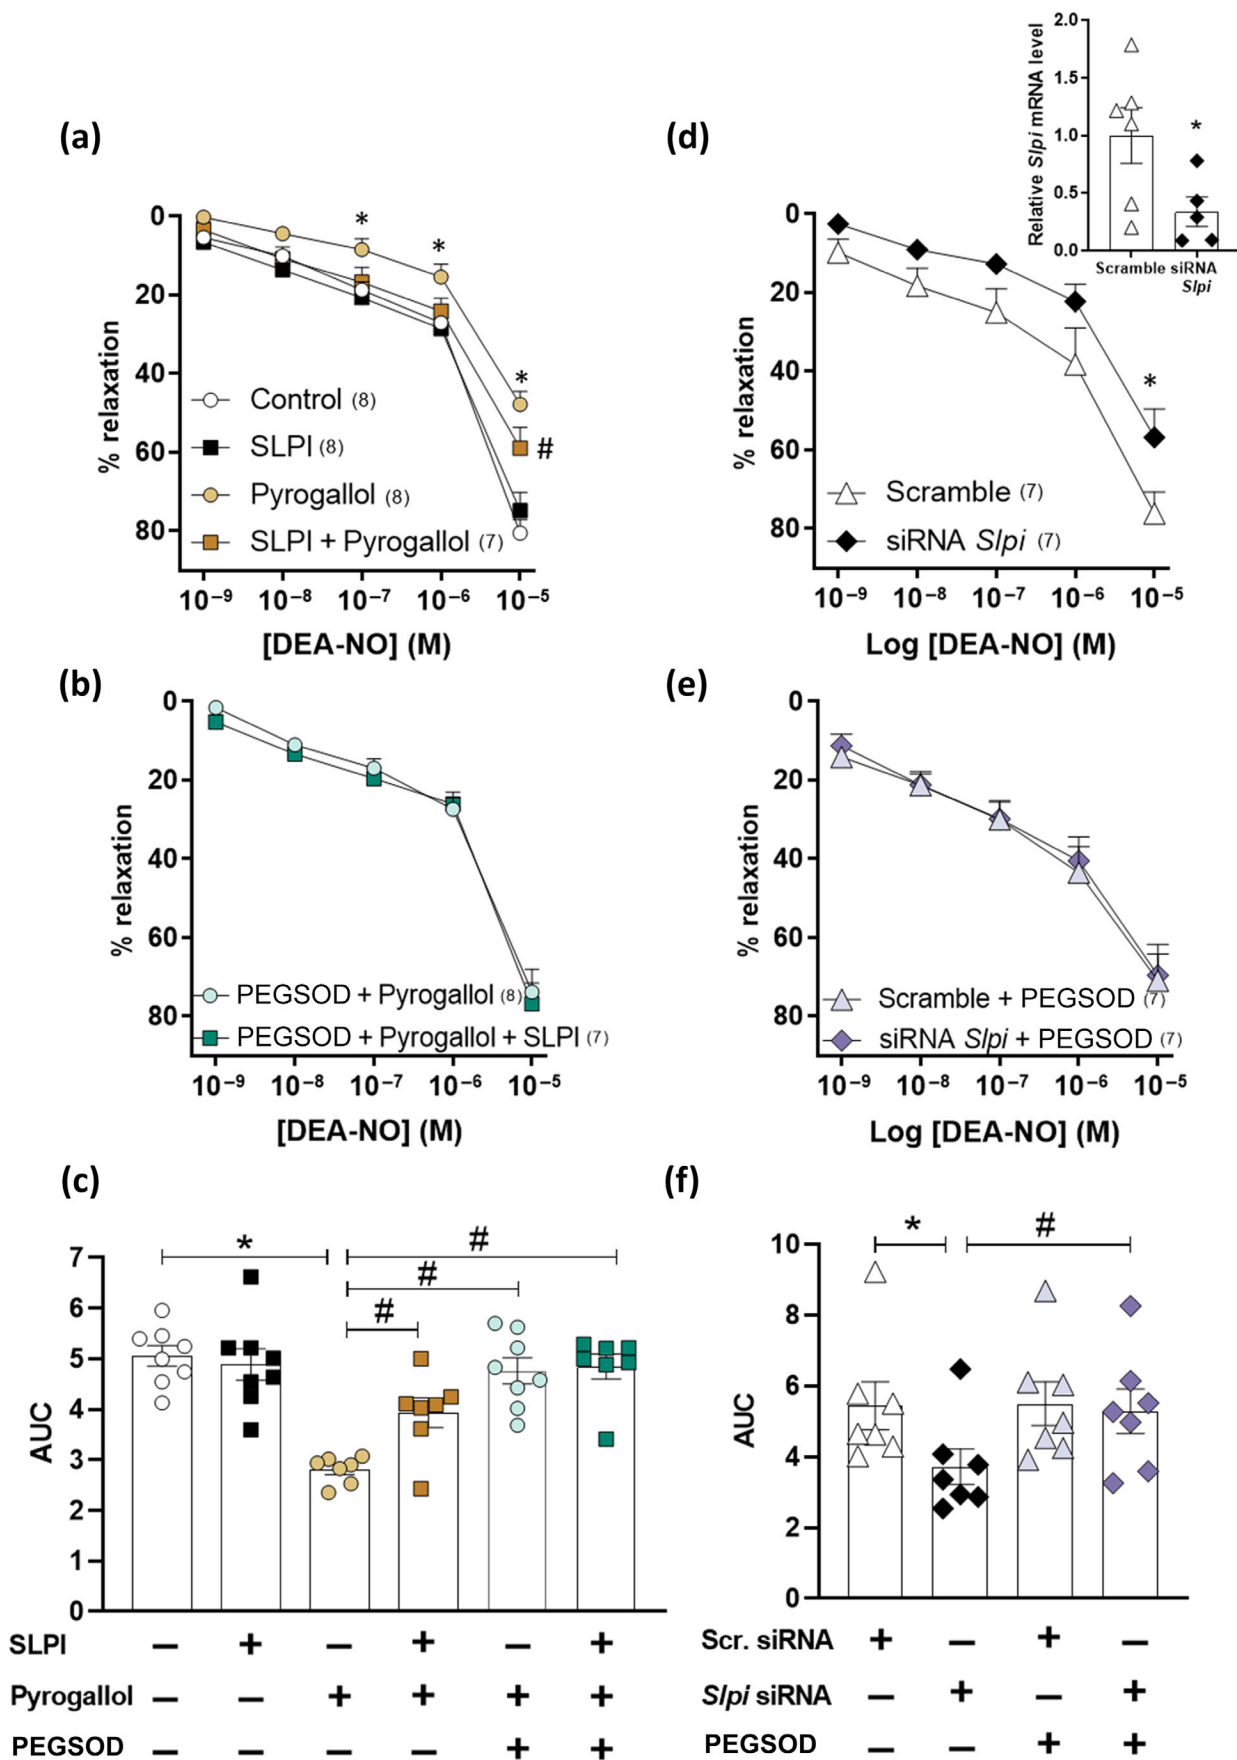 (a)
0
20
40
60
80
% relaxation
*
*
*
#
Control (8)
SLPI (8)
Pyrogallol (8)
SLPI + Pyrogallol (7)
10⁻⁹ 10⁻⁸ 10⁻⁷ 10⁻⁶ 10⁻⁵
[DEA-NO] (M)
(d)
2.0
1.5
1.0
0.5
0.0
Relative Slpi mRNA level
*
Scramble siRNA
Slpi
0
20
40
60
80
% relaxation
*
Scramble (7)
siRNA Slpi (7)
10⁻⁹ 10⁻⁸ 10⁻⁷ 10⁻⁶ 10⁻⁵
Log [DEA-NO] (M)
(b)
0
20
40
60
80
% relaxation
PEGSOD + Pyrogallol (8)
PEGSOD + Pyrogallol + SLPI (7)
10⁻⁹ 10⁻⁸ 10⁻⁷ 10⁻⁶ 10⁻⁵
[DEA-NO] (M)
(e)
0
20
40
60
80
% relaxation
Scramble + PEGSOD (7)
siRNA Slpi + PEGSOD (7)
10⁻⁹ 10⁻⁸ 10⁻⁷ 10⁻⁶ 10⁻⁵
Log [DEA-NO] (M)
(c)
7
6
5
4
3
2
1
0
AUC
*
#
#
#
SLPI − + − + − +
Pyrogallol − − + + + +
PEGSOD − − − − + +
(f)
10
8
6
4
2
0
AUC
*
#
Scr. siRNA + − + −
Slpi siRNA − + − +
PEGSOD − − + +